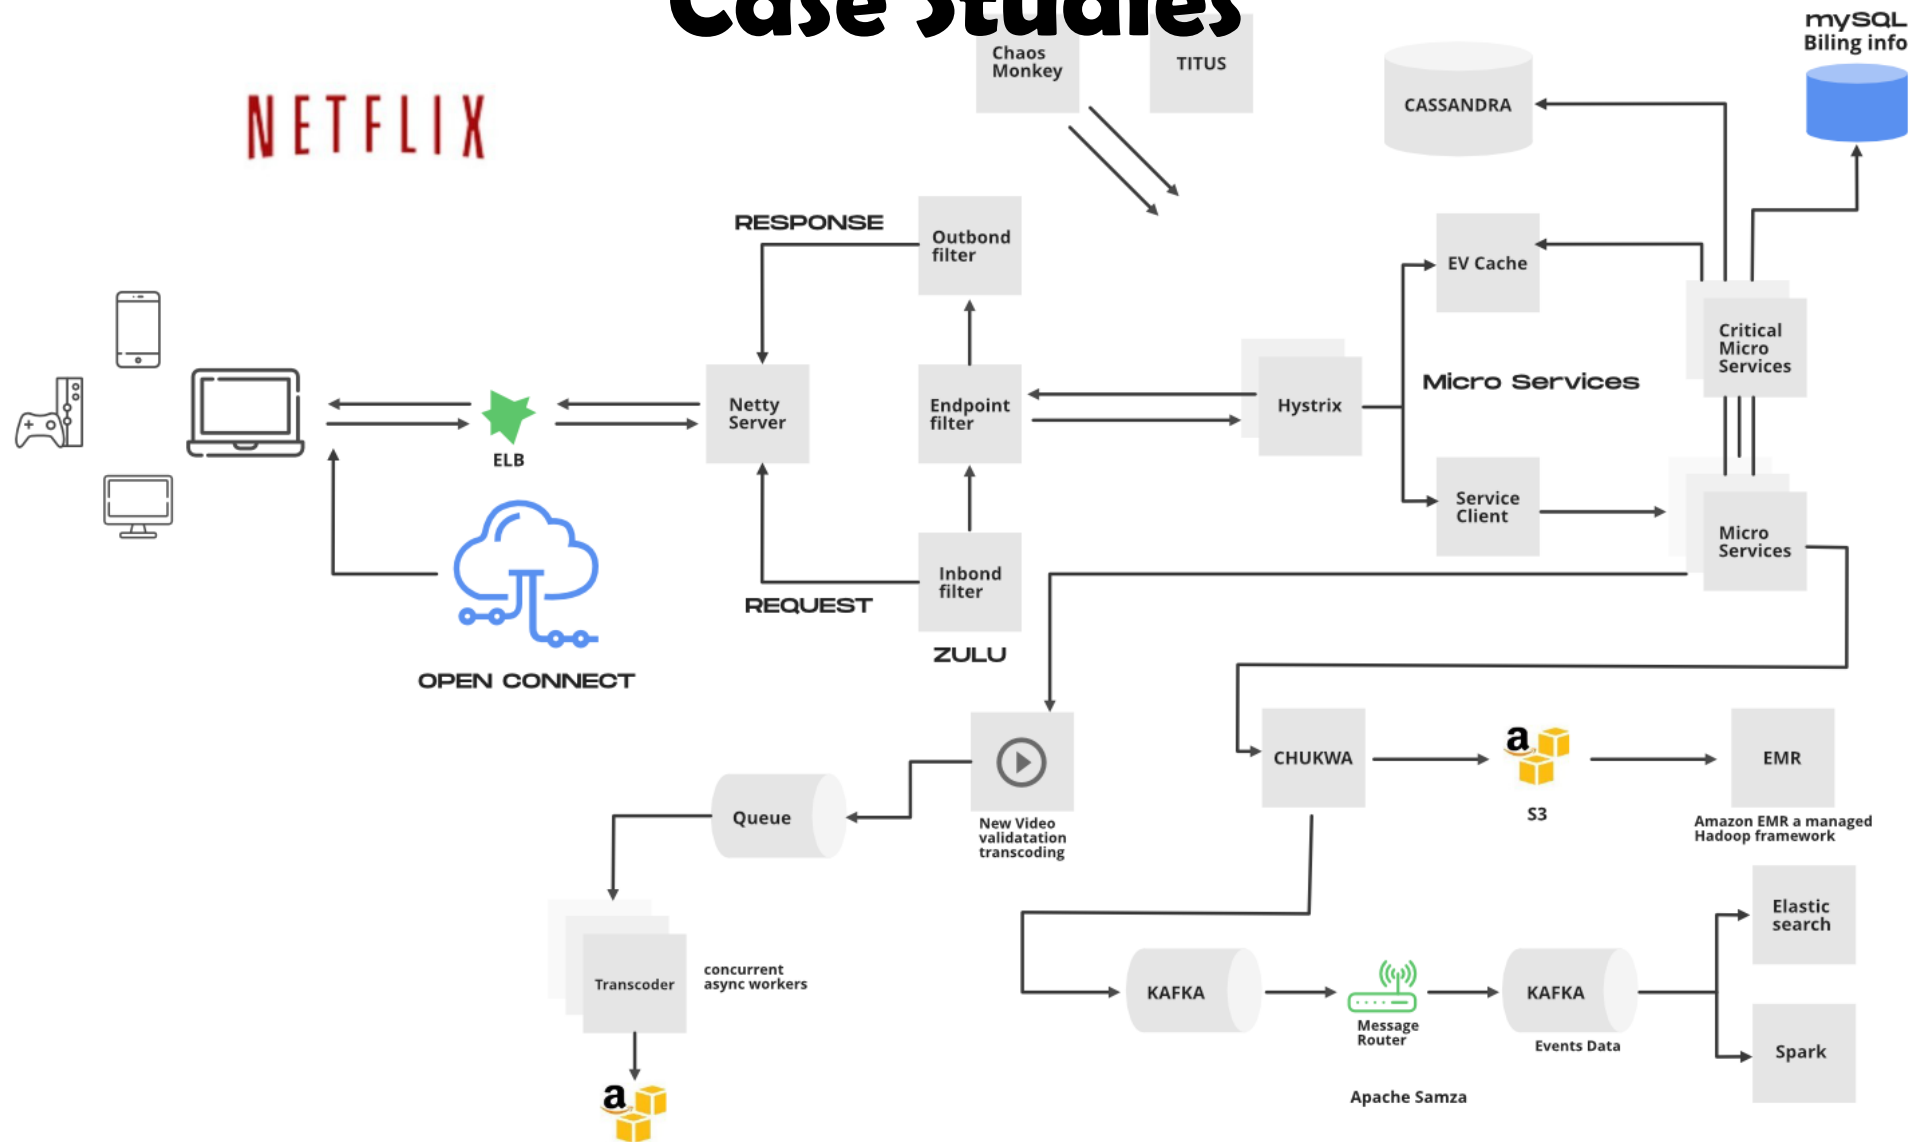 Case Studies
mySQL
Biling info
Chaos
Monkey
TITUS
CASSANDRA
NETFLIX
RESPONSE
Outbond
filter
EV Cache
Critical
Micro
Services
Micro Services
Netty
Server
Endpoint
filter
Hystrix
ELB
Service
Client
Micro
Services
Inbond
filter
REQUEST
ZULU
OPEN CONNECT
CHUKWA
a
S3
EMR
Amazon EMR a managed
Hadoop framework
Queue
New Video
validatation
transcoding
Elastic
search
Transcoder
concurrent
async workers
KAFKA
Message
Router
KAFKA
Events Data
Spark
Apache Samza
a